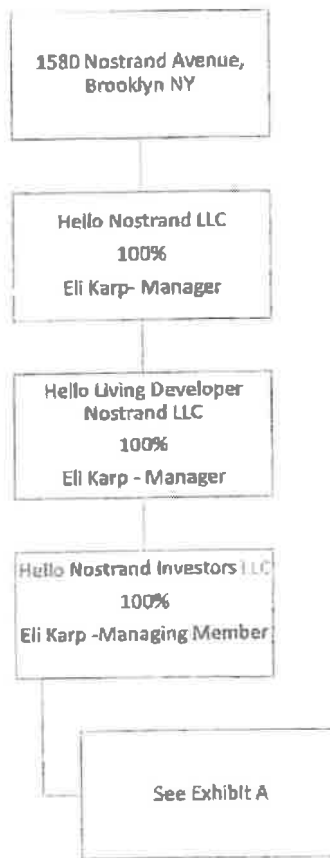 1580 Nostrand Avenue,
Brooklyn NY
Hello Nostrand LLC
100%
Eli Karp- Manager
Hello Living Developer
Nostrand LLC
100%
Eli Karp - Manager
Hello Nostrand Investors LLC
100%
Eli Karp -Managing Member
See Exhibit A